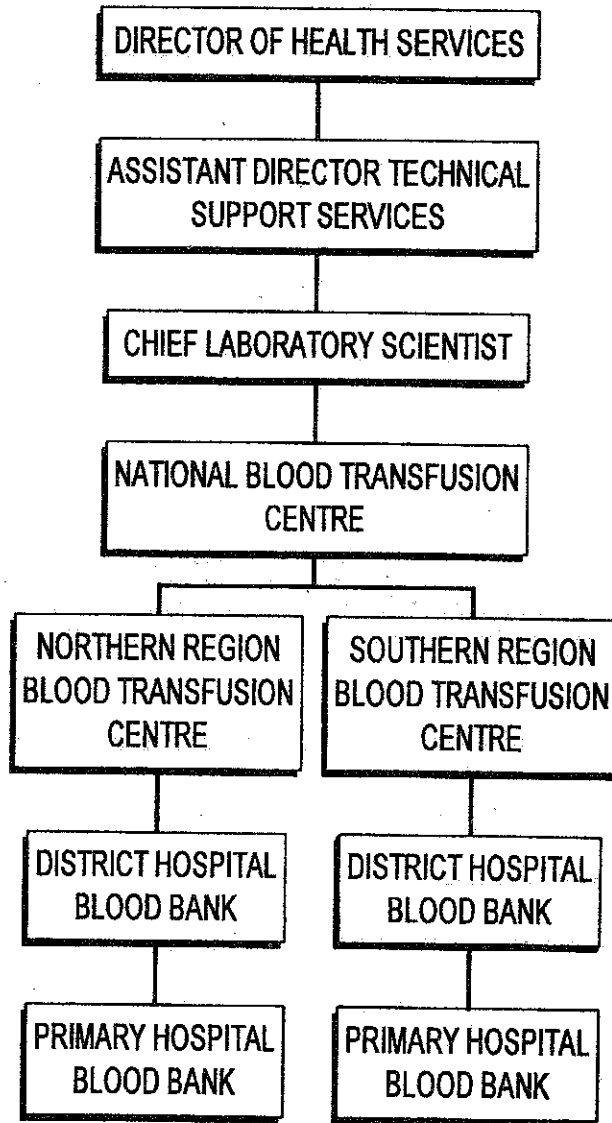 DIRECTOR OF HEALTH SERVICES
ASSISTANT DIRECTOR TECHNICAL
SUPPORT SERVICES
CHIEF LABORATORY SCIENTIST
NATIONAL BLOOD TRANSFUSION
CENTRE
NORTHERN REGION
BLOOD TRANSFUSION
CENTRE
SOUTHERN REGION
BLOOD TRANSFUSION
CENTRE
DISTRICT HOSPITAL
BLOOD BANK
DISTRICT HOSPITAL
BLOOD BANK
PRIMARY HOSPITAL
BLOOD BANK
PRIMARY HOSPITAL
BLOOD BANK